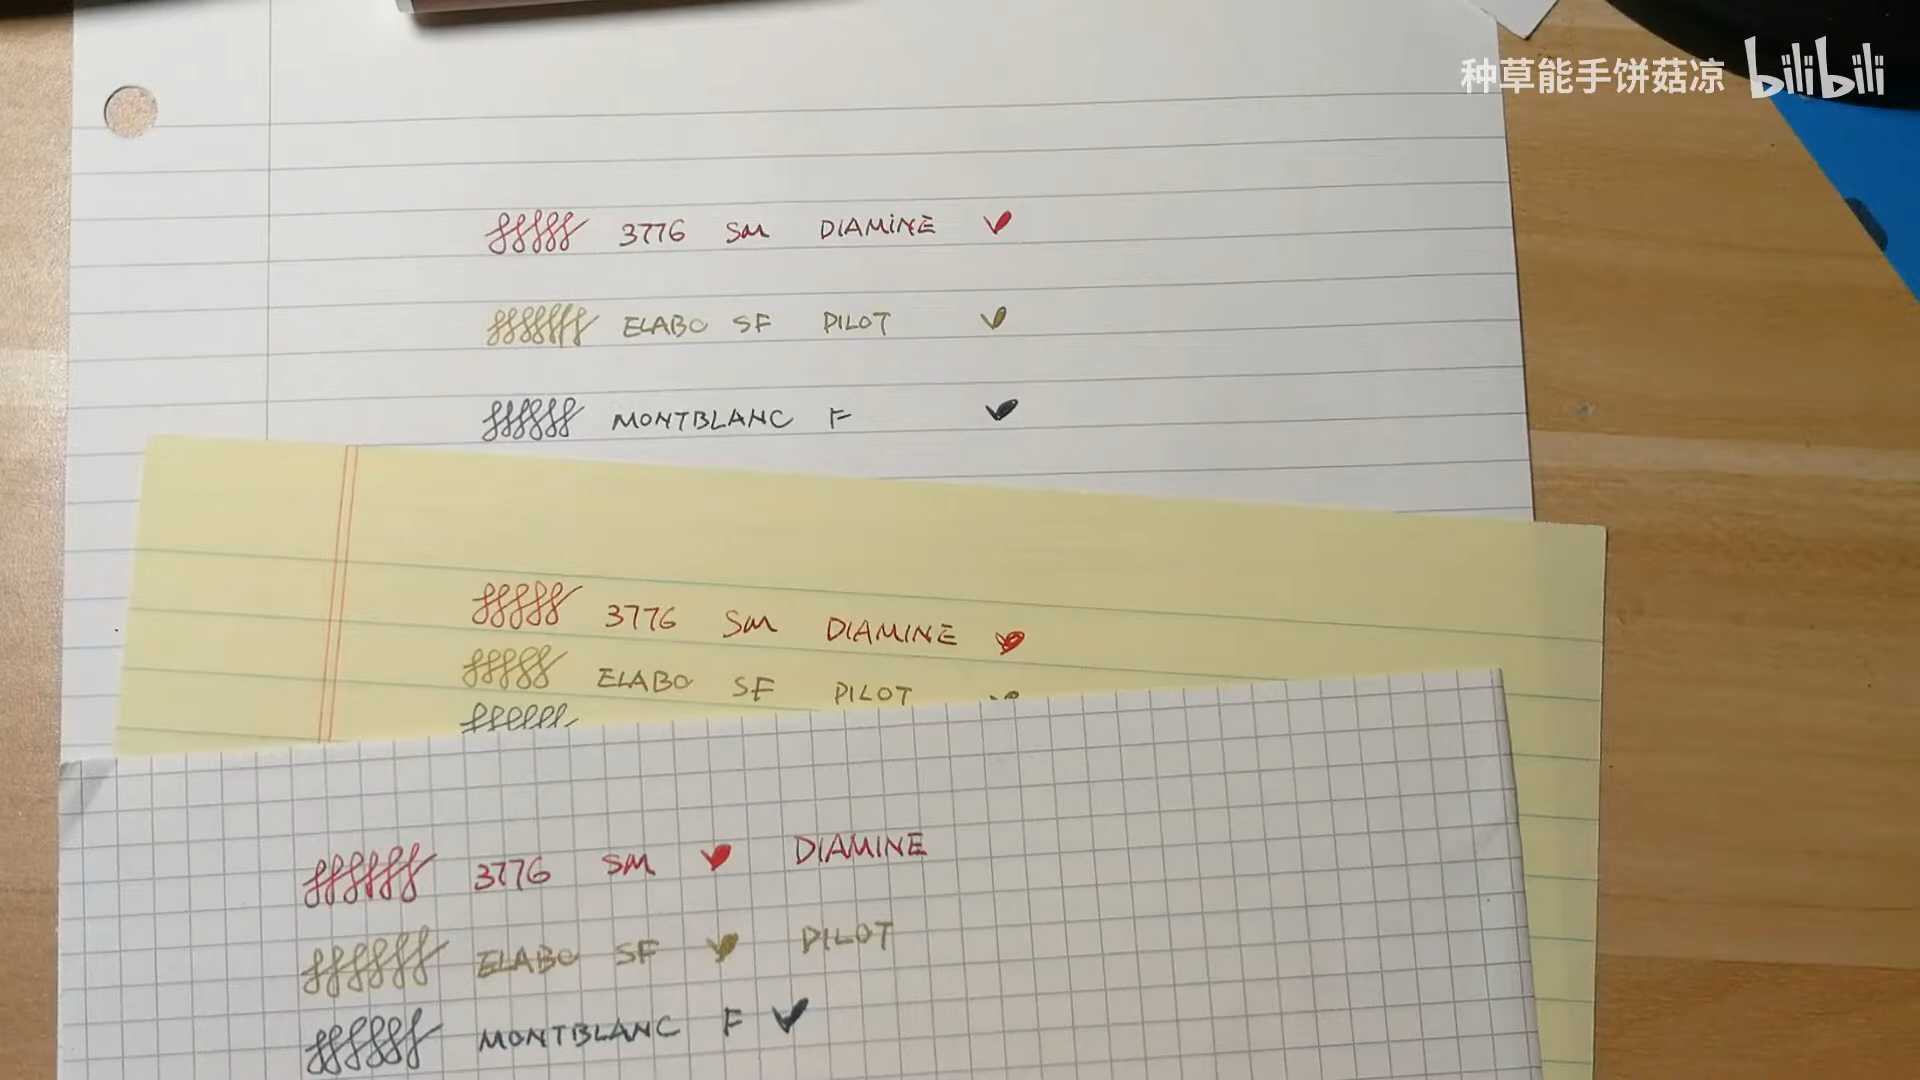 种草能手饼菇凉 bilibili
3776 SM DIAMINE
ELABO SF PILOT
MONTBLANC F
3776 SM DIAMINE
ELABO SF PILOT
3776 SM DIAMINE
ELABO SF PILOT
MONTBLANC F